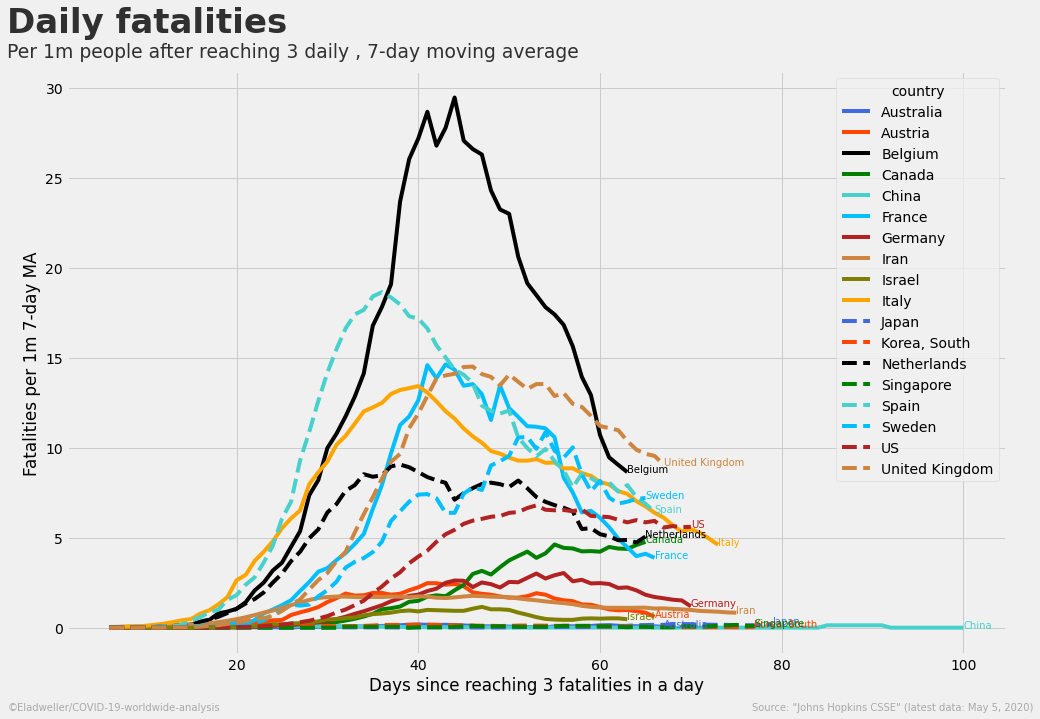 Daily fatalities
Per 1m people after reaching 3 daily , 7-day moving average
Fatalities per 1m 7-day MA
30
25
20
15
10
5
0
20
40
60
80
100
Days since reaching 3 fatalities in a day
country
Australia
Austria
Belgium
Canada
China
France
Germany
Iran
Israel
Italy
Japan
Korea, South
Netherlands
Singapore
Spain
Sweden
US
United Kingdom
United Kingdom
Belgium
Sweden
Spain
US
Netherlands
Canada
Italy
France
Germany
Iran
Austria
Israel
Australia
Singapore
Japan
South
China
©Eladweller/COVID-19-worldwide-analysis
Source: "Johns Hopkins CSSE" (latest data: May 5, 2020)